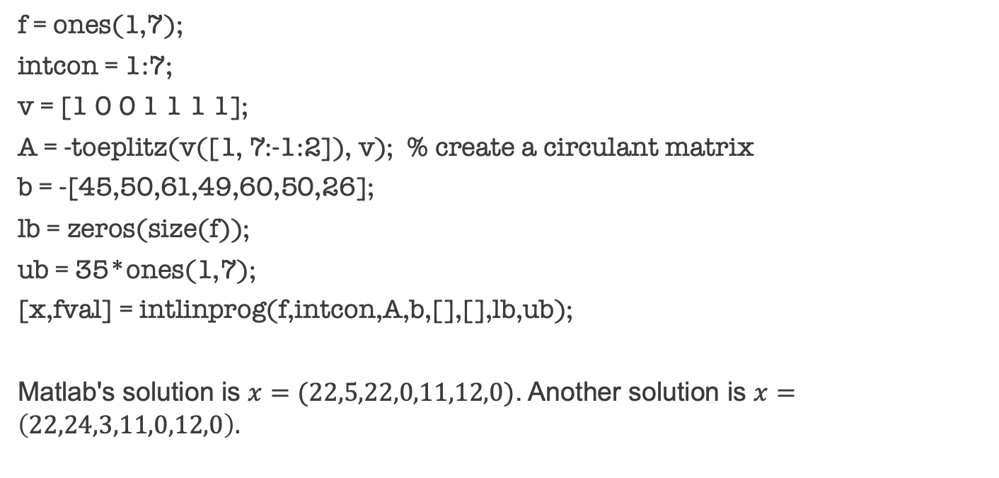 f = ones(1,7);
intcon = 1:7;
v = [1 0 0 1 1 1 1];
A = -toeplitz(v([1, 7:-1:2]), v);  % create a circulant matrix
b = -[45,50,61,49,60,50,26];
lb = zeros(size(f));
ub = 35*ones(1,7);
[x,fval] = intlinprog(f,intcon,A,b,[],[],lb,ub);
Matlab's solution is 𝑥 = (22,5,22,0,11,12,0). Another solution is 𝑥 =
(22,24,3,11,0,12,0).